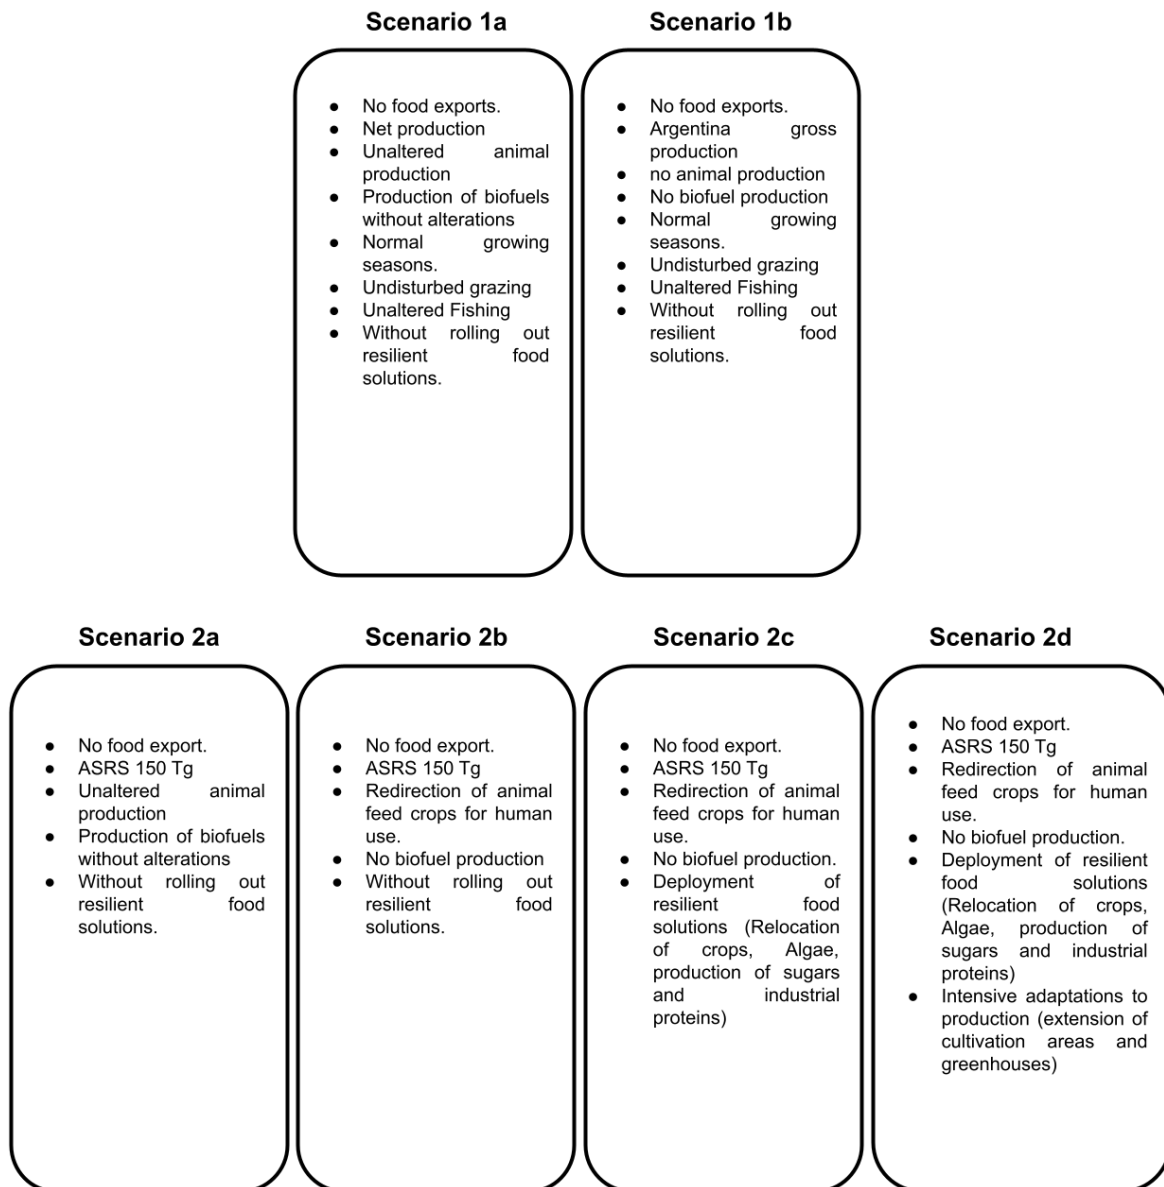 Scenario 1a
● No food exports.
● Net production
● Unaltered animal
production
● Production of biofuels
without alterations
● Normal growing
seasons.
● Undisturbed grazing
● Unaltered Fishing
● Without rolling out
resilient food
solutions.
Scenario 1b
● No food exports.
● Argentina gross
production
● no animal production
● No biofuel production
● Normal growing
seasons.
● Undisturbed grazing
● Unaltered Fishing
● Without rolling out
resilient food
solutions.
Scenario 2a
● No food export.
● ASRS 150 Tg
● Unaltered animal
production
● Production of biofuels
without alterations
● Without rolling out
resilient food
solutions.
Scenario 2b
● No food export.
● ASRS 150 Tg
● Redirection of animal
feed crops for human
use.
● No biofuel production
● Without rolling out
resilient food
solutions.
Scenario 2c
● No food export.
● ASRS 150 Tg
● Redirection of animal
feed crops for human
use.
● No biofuel production.
● Deployment of
resilient food
solutions (Relocation
of crops, Algae,
production of sugars
and industrial
proteins)
Scenario 2d
● No food export.
● ASRS 150 Tg
● Redirection of animal
feed crops for human
use.
● No biofuel production.
● Deployment of resilient
food solutions
(Relocation of crops,
Algae, production of
sugars and industrial
proteins)
● Intensive adaptations to
production (extension of
cultivation areas and
greenhouses)